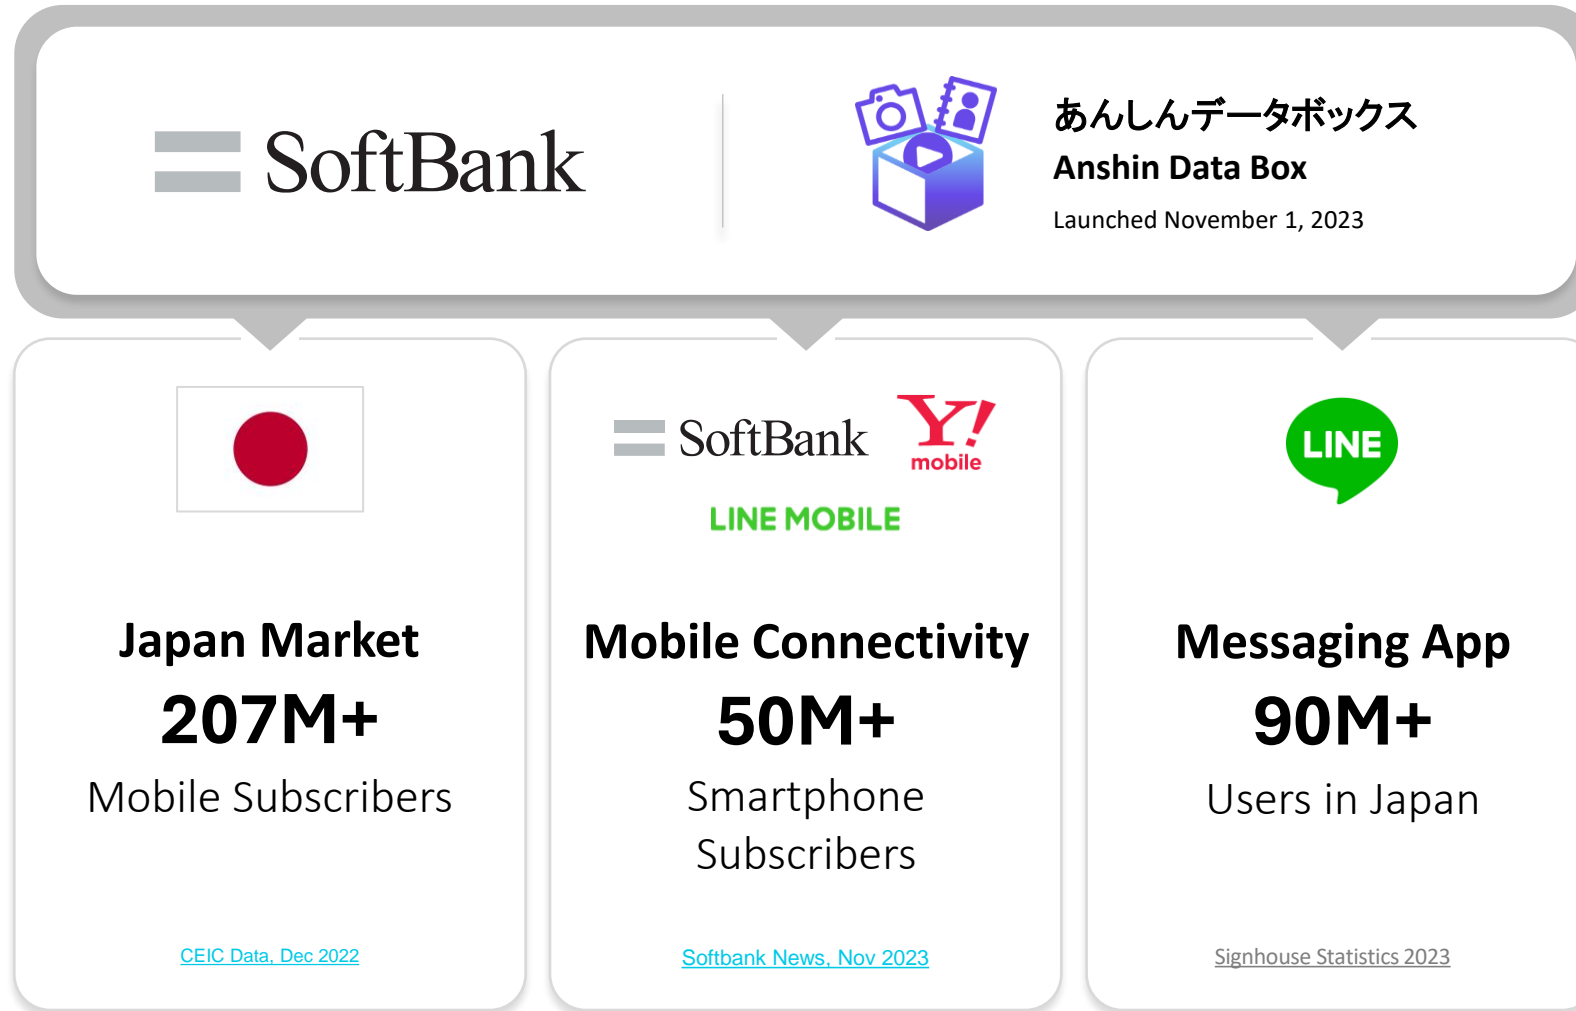 SoftBank
あんしんデータボックス
Anshin Data Box
Launched November 1, 2023
Japan Market
207M+
Mobile Subscribers
CEIC Data, Dec 2022
SoftBank
Y!
mobile
LINE MOBILE
Mobile Connectivity
50M+
Smartphone
Subscribers
Softbank News, Nov 2023
LINE
Messaging App
90M+
Users in Japan
Signhouse Statistics 2023